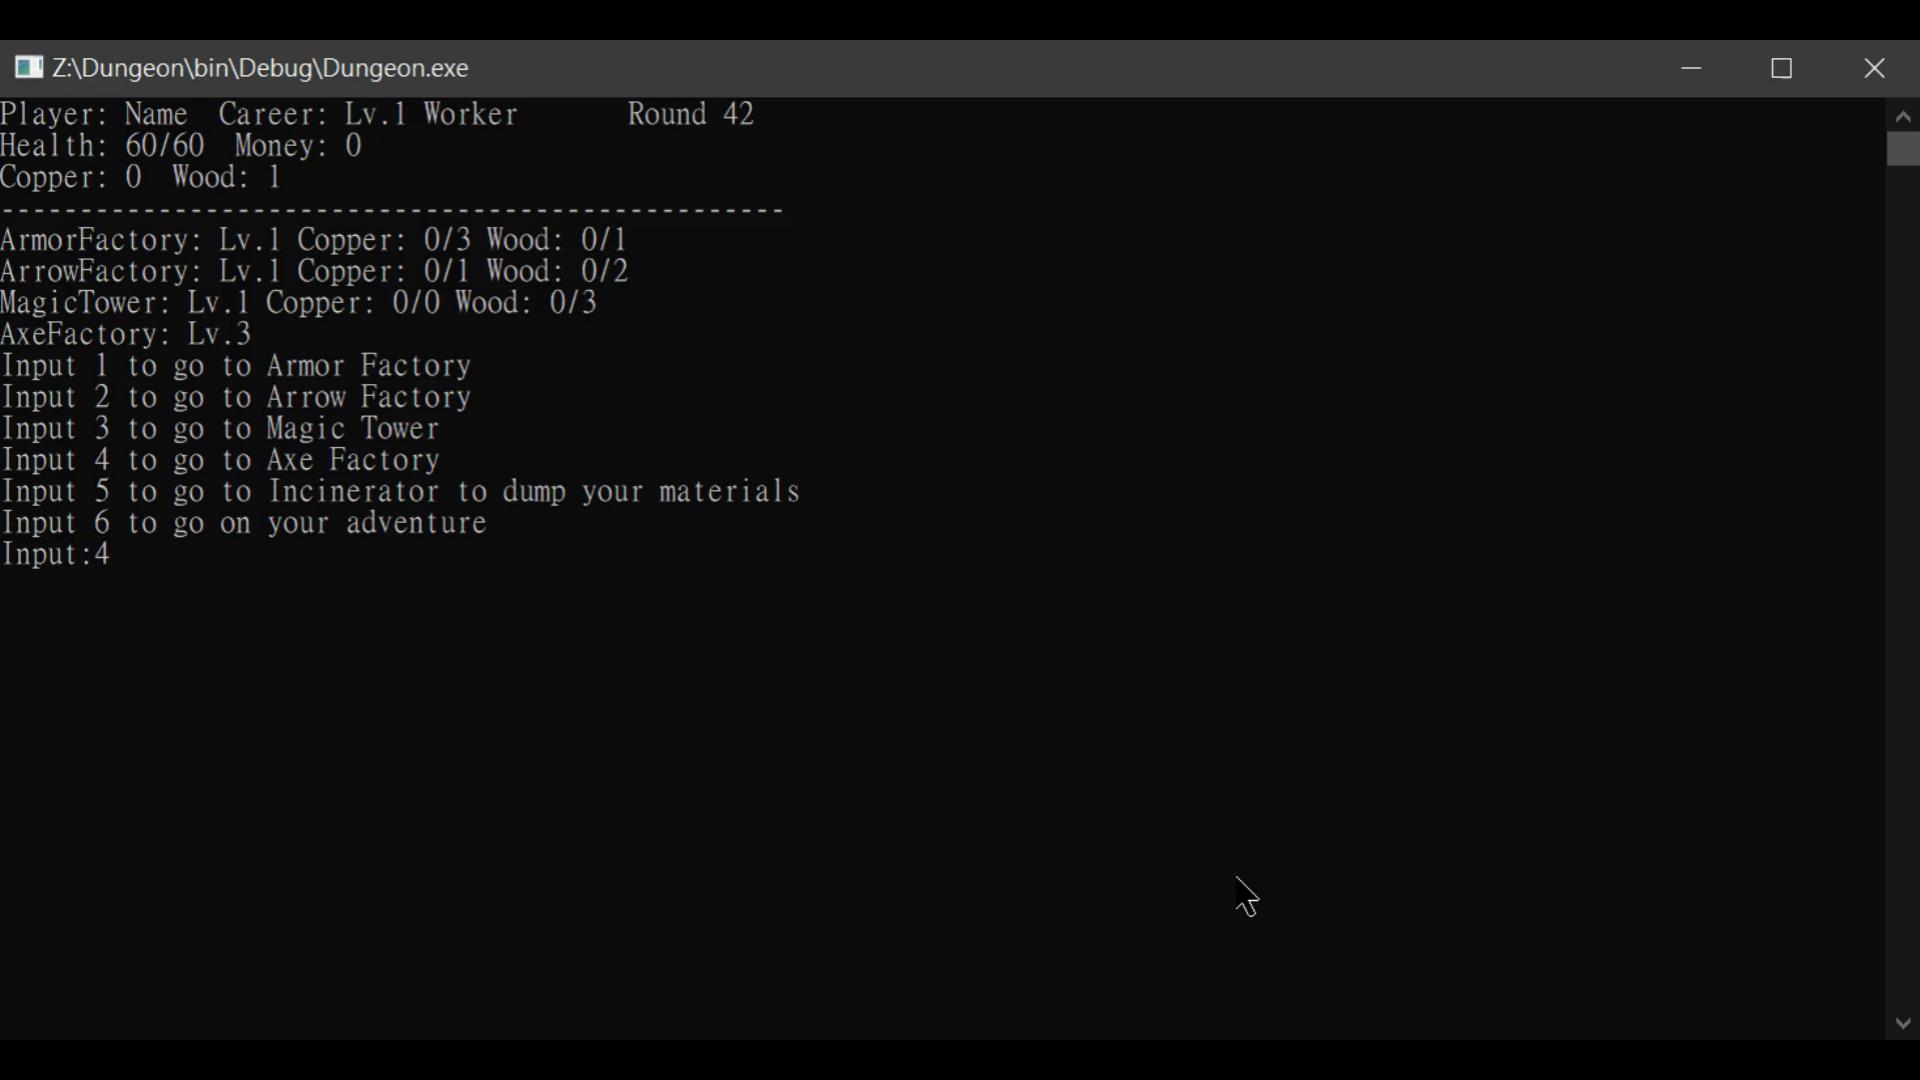 Z:\Dungeon\bin\Debug\Dungeon.exe
Player: Name  Career: Lv.1 Worker       Round 42
Health: 60/60  Money: 0
Copper: 0  Wood: 1
--------------------------------------------------
ArmorFactory: Lv.1 Copper: 0/3 Wood: 0/1
ArrowFactory: Lv.1 Copper: 0/1 Wood: 0/2
MagicTower: Lv.1 Copper: 0/0 Wood: 0/3
AxeFactory: Lv.3
Input 1 to go to Armor Factory
Input 2 to go to Arrow Factory
Input 3 to go to Magic Tower
Input 4 to go to Axe Factory
Input 5 to go to Incinerator to dump your materials
Input 6 to go on your adventure
Input:4